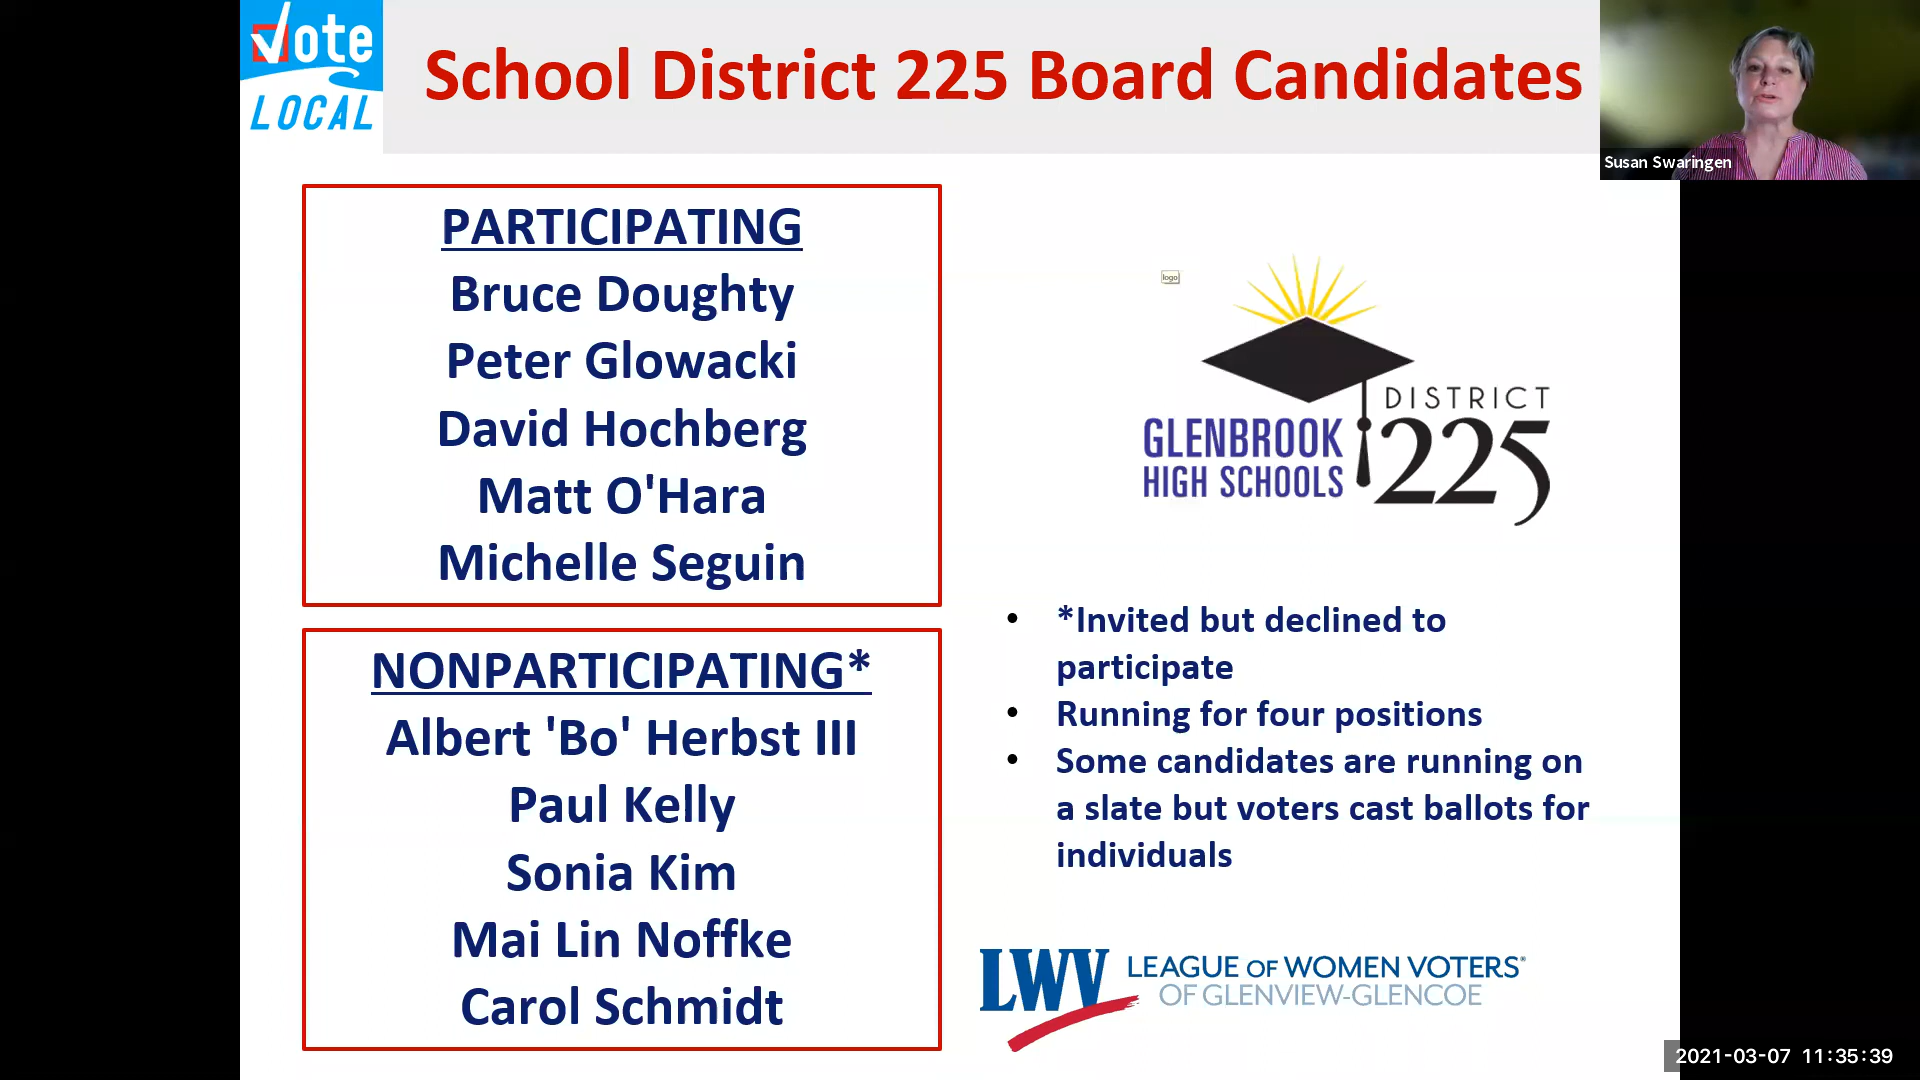 Vote
LOCAL
School District 225 Board Candidates
Susan Swaringen
PARTICIPATING
Bruce Doughty
Peter Glowacki
David Hochberg
Matt O'Hara
Michelle Seguin
NONPARTICIPATING*
Albert 'Bo' Herbst III
Paul Kelly
Sonia Kim
Mai Lin Noffke
Carol Schmidt
logo
DISTRICT
GLENBROOK
HIGH SCHOOLS
225
• *Invited but declined to
participate
• Running for four positions
• Some candidates are running on
a slate but voters cast ballots for
individuals
LWV LEAGUE OF WOMEN VOTERS®
OF GLENVIEW-GLENCOE
2021-03-07 11:35:39